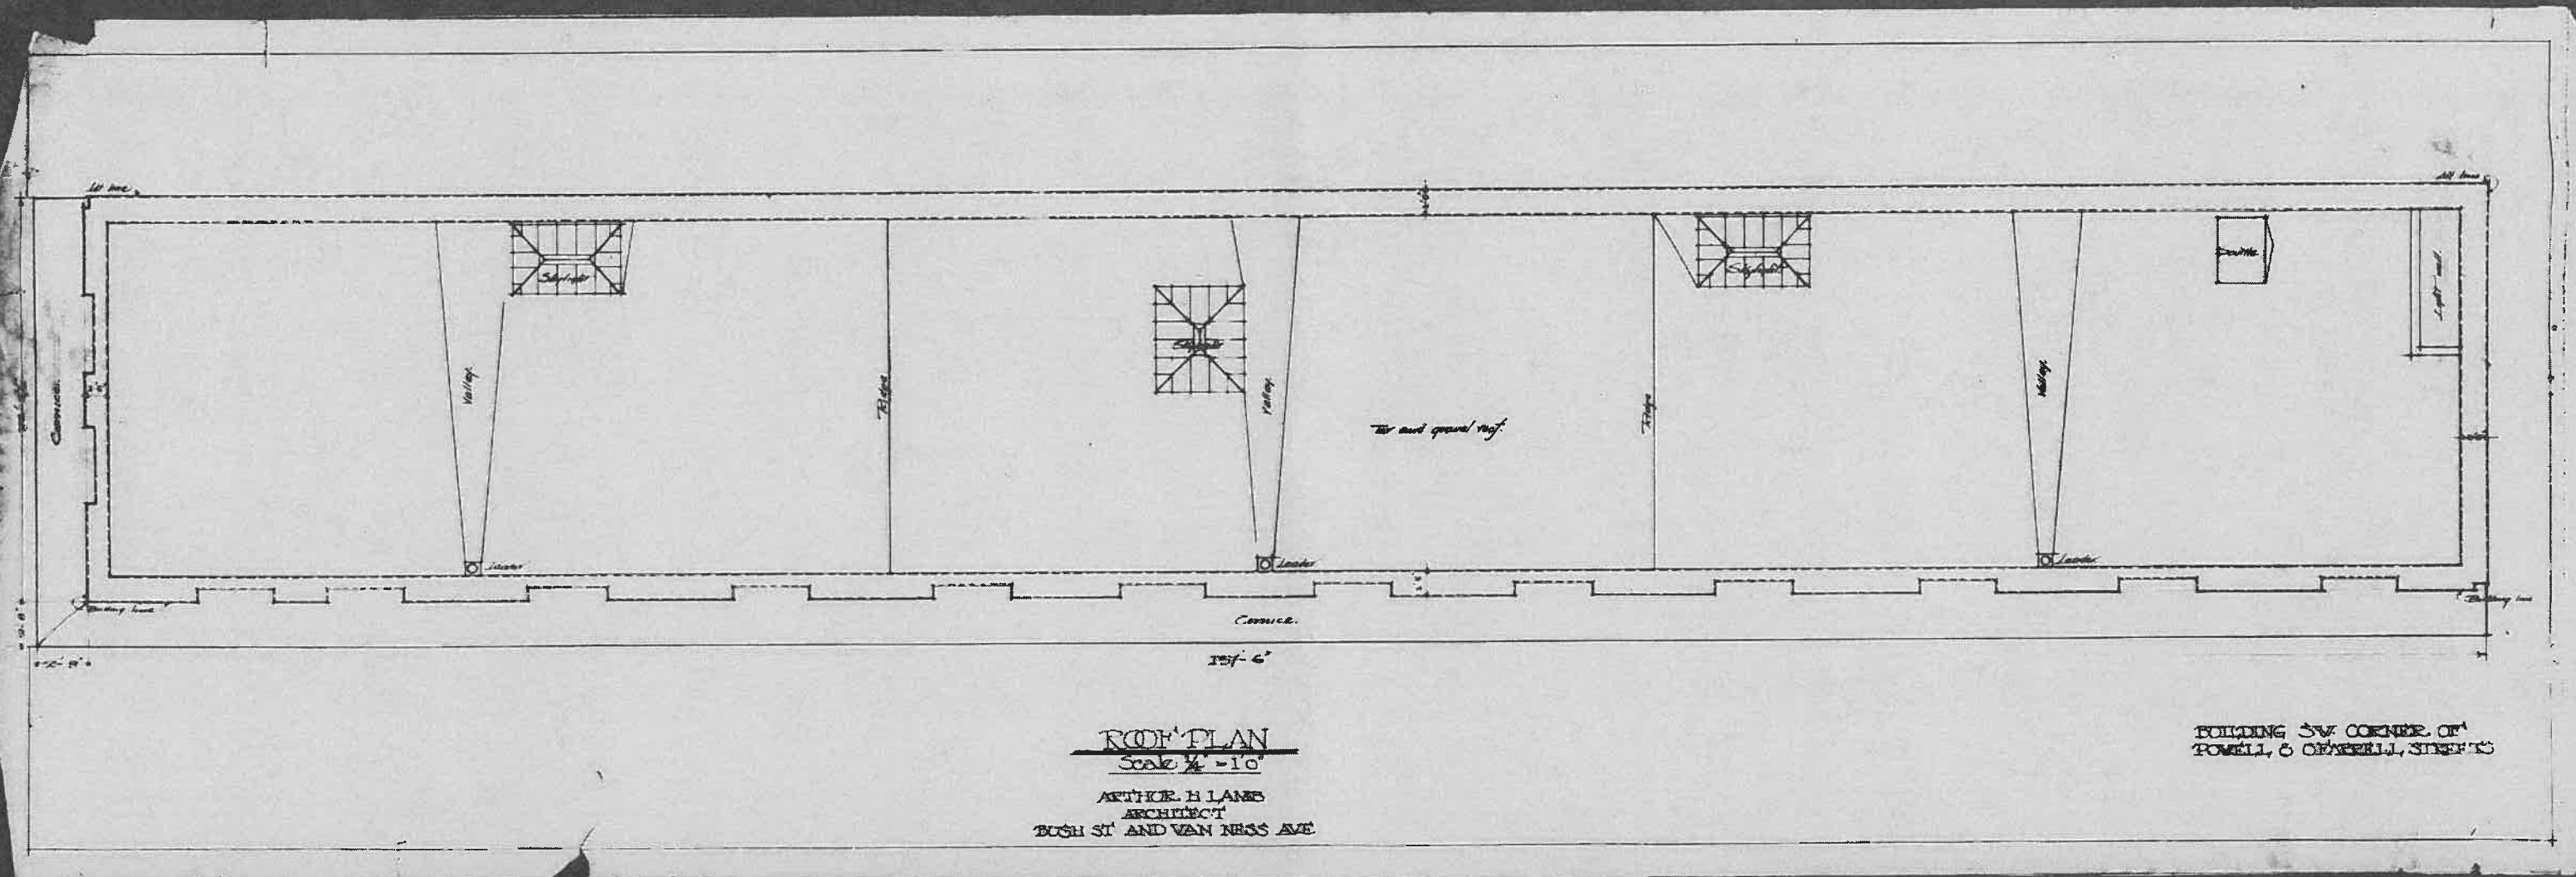 Lot line
Lot line
Skylight
Skylight
Skylight
Light well
Cornice.
Valley.
Ridge
Valley.
Ridge
Valley.
Tar and gravel roof.
Leader
Leader
Leader
Building line
Building line
Cornice.
137'-6"
ROOF PLAN
Scale ¼" = 1'0"
ARTHUR H LAMB
ARCHITECT
BUSH ST AND VAN NESS AVE
BUILDING SW. CORNER OF
POWELL & OFARRELL STREETS